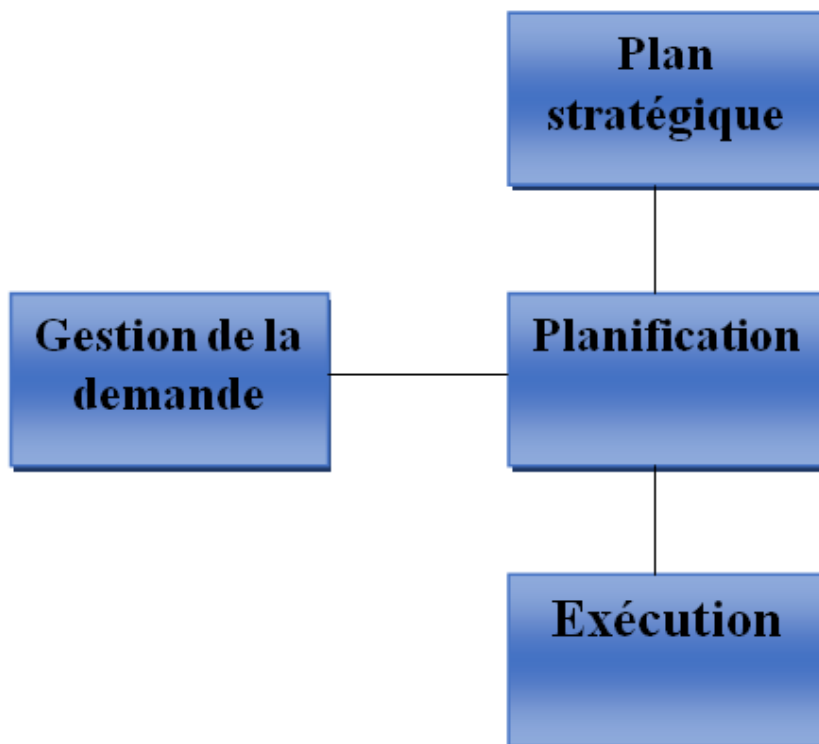 Plan
stratégique
Gestion de la
demande
Planification
Exécution